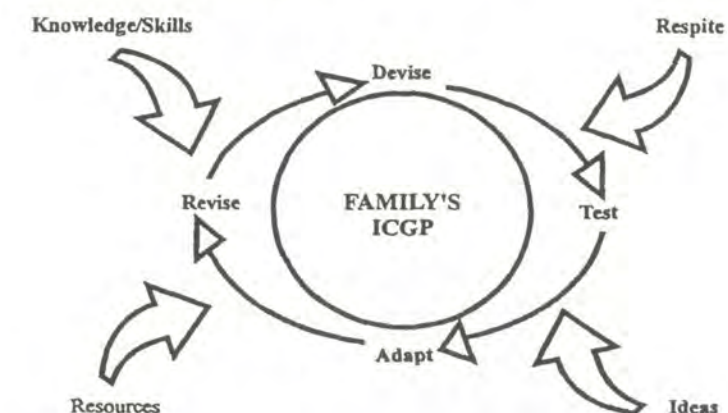 Knowledge/Skills
Respite
Devise
Revise
FAMILY'S
ICGP
Test
Adapt
Resources
Ideas